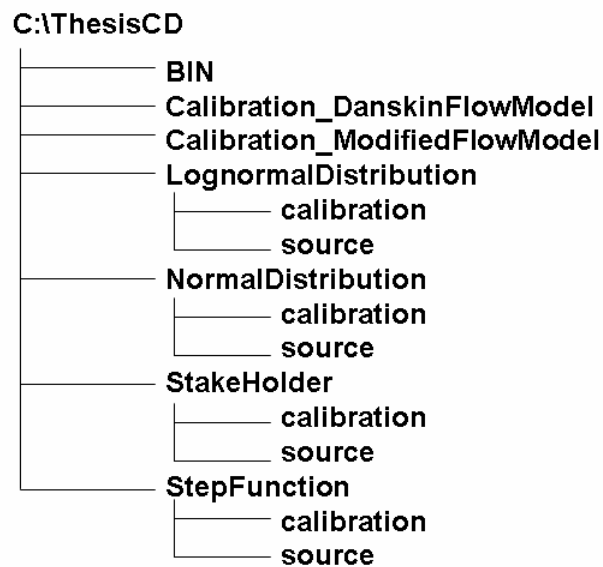 C:\ThesisCD
BIN
Calibration_DanskinFlowModel
Calibration_ModifiedFlowModel
LognormalDistribution
calibration
source
NormalDistribution
calibration
source
StakeHolder
calibration
source
StepFunction
calibration
source